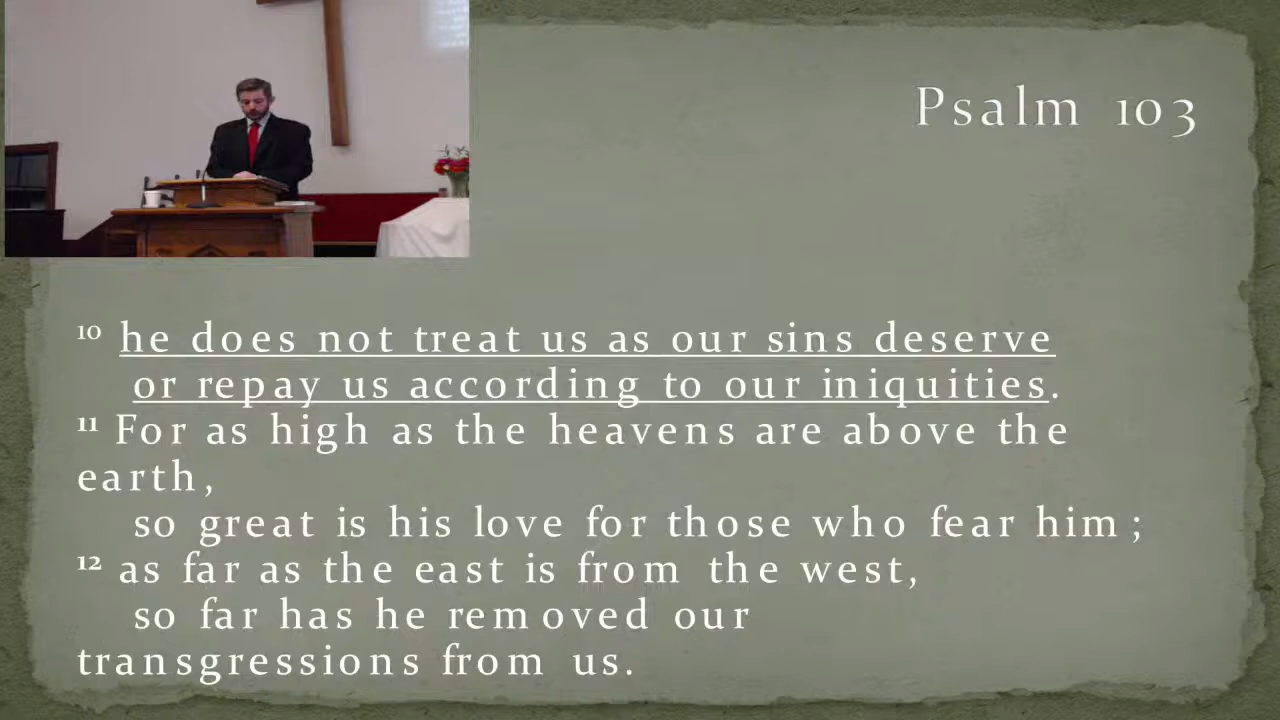 Psalm 103
10 he does not treat us as our sins deserve
or repay us according to our iniquities.
11 For as high as the heavens are above the
earth,
so great is his love for those who fear him;
12 as far as the east is from the west,
so far has he removed our
transgressions from us.